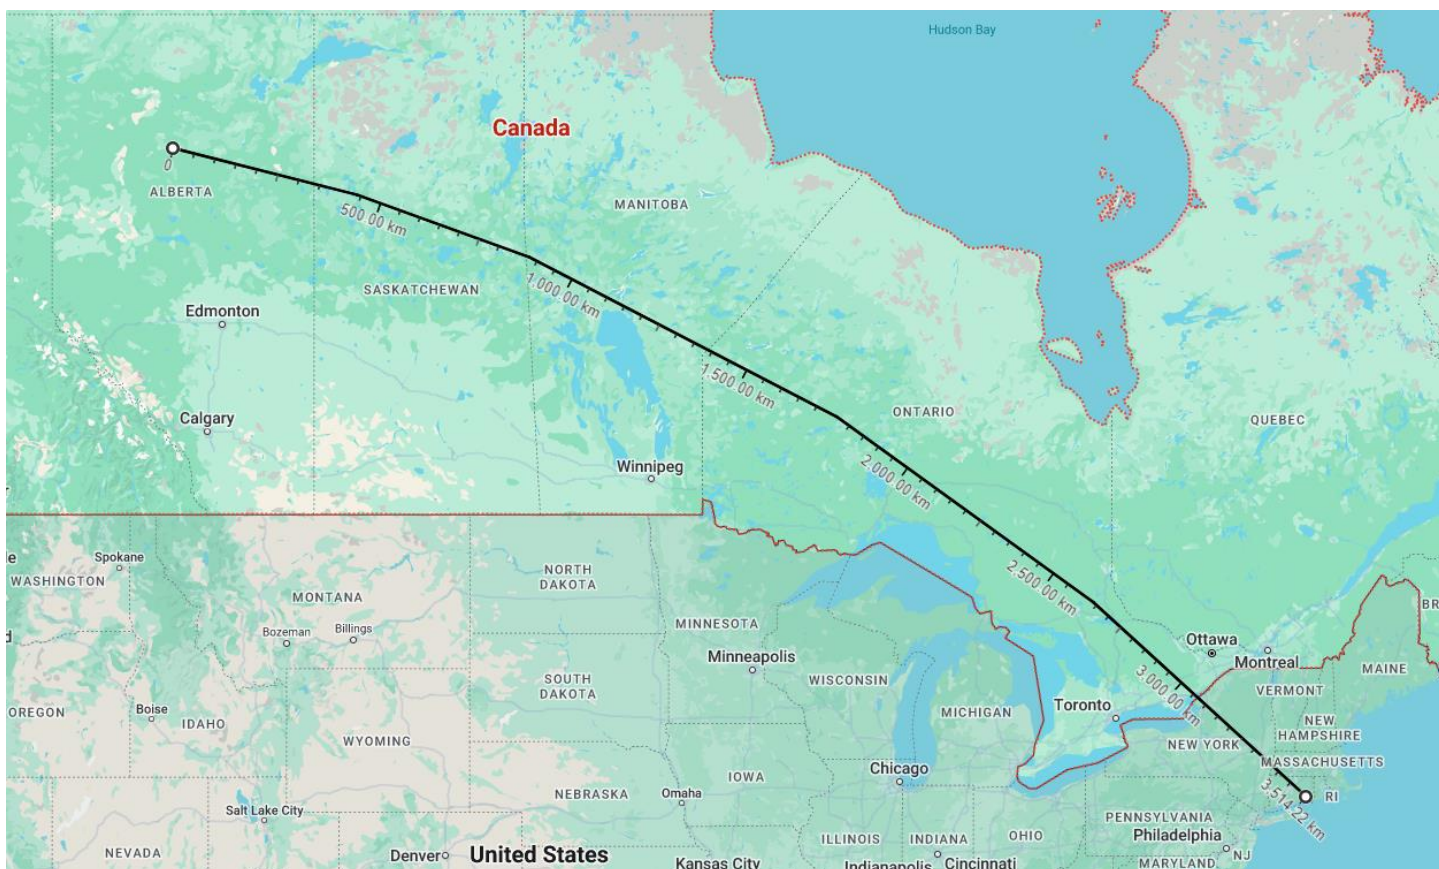 Hudson Bay
Canada
0
ALBERTA
MANITOBA
500.00 km
SASKATCHEWAN
1,000.00 km
Edmonton
1,500.00 km
ONTARIO
Calgary
QUEBEC
Winnipeg
2,000.00 km
Spokane
WASHINGTON
NORTH
DAKOTA
2,500.00 km
MONTANA
Bozeman
Billings
MINNESOTA
Ottawa
Minneapolis
Montreal
MAINE
SOUTH
DAKOTA
WISCONSIN
3,000.00 km
VERMONT
OREGON
Boise
IDAHO
Toronto
MICHIGAN
NEW
HAMPSHIRE
WYOMING
NEW YORK
MASSACHUSETTS
Chicago
IOWA
NEBRASKA
Omaha
3,514.22 km
RI
Salt Lake City
PENNSYLVANIA
Philadelphia
ILLINOIS
INDIANA
OHIO
NEVADA
Denver
United States
Kansas City
Indianapolis
Cincinnati
NJ
MARYLAND